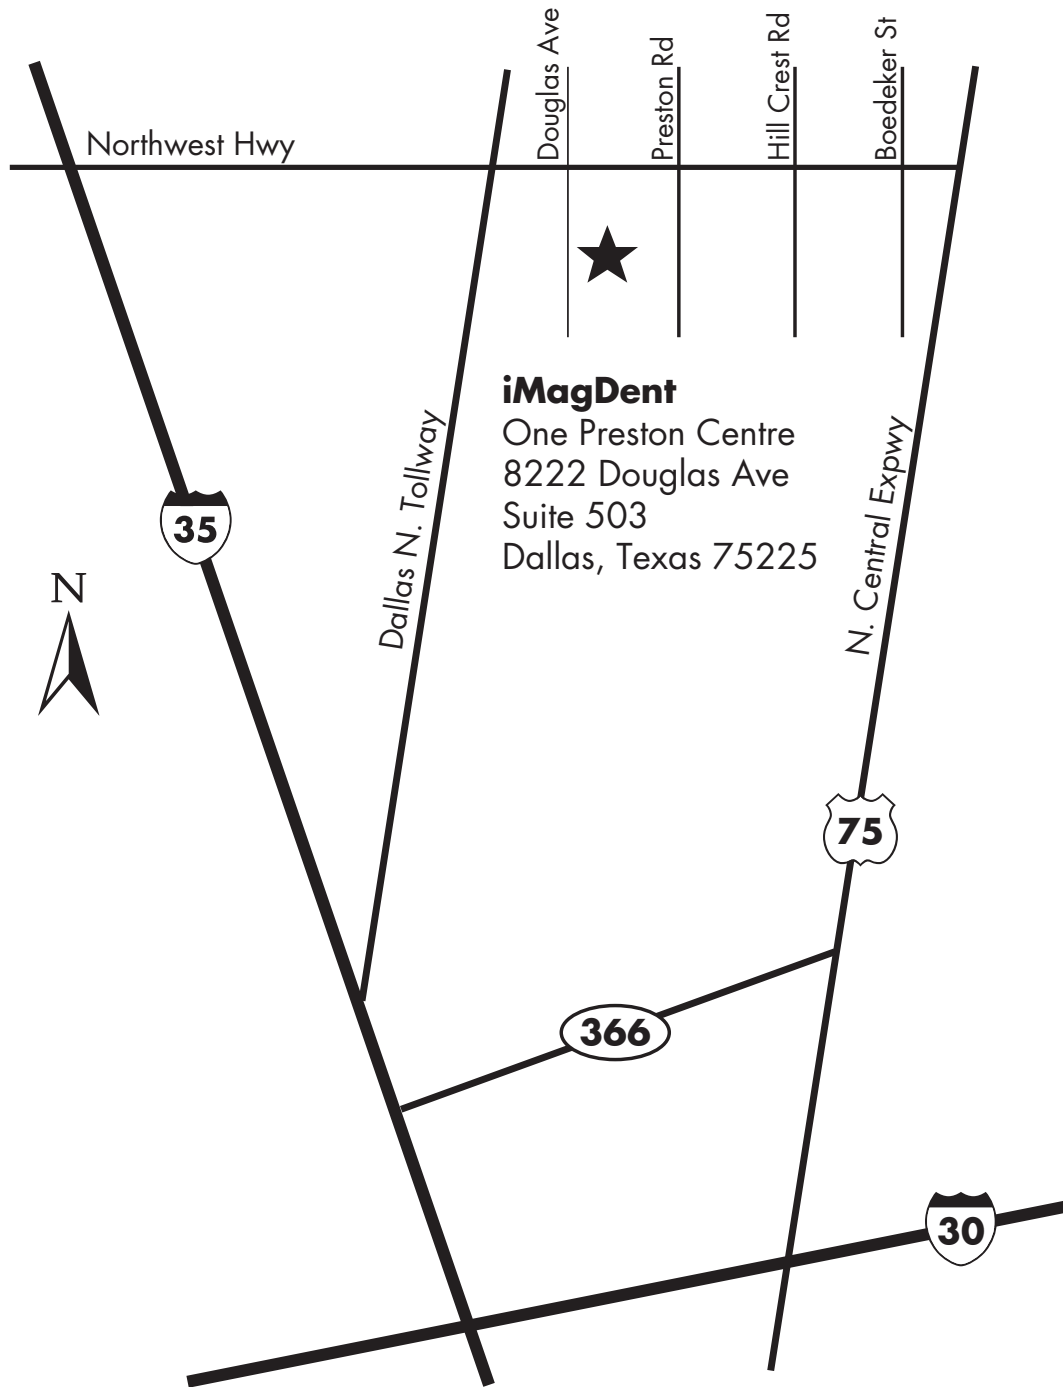 Douglas Ave
Preston Rd
Hill Crest Rd
Boedeker St
Northwest Hwy
iMagDent
One Preston Centre
8222 Douglas Ave
Suite 503
Dallas, Texas 75225
Dallas N. Tollway
N. Central Expwy
35
N
75
366
30